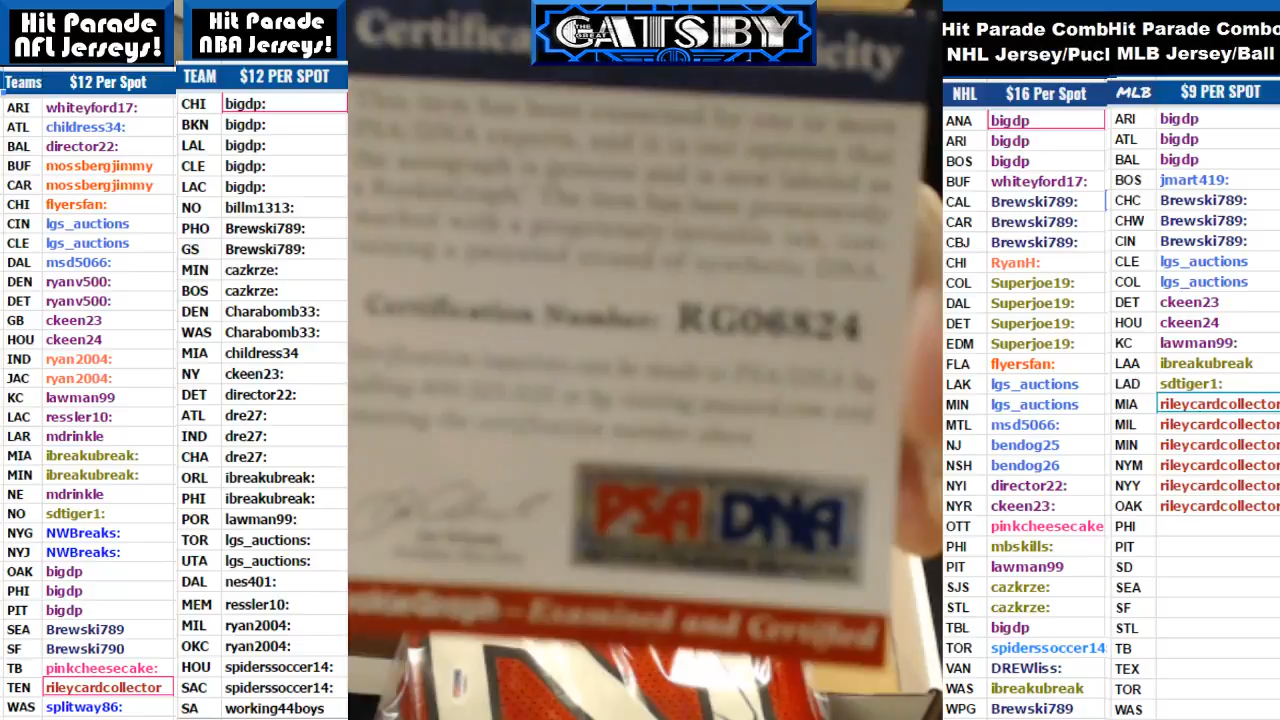 Hit Parade
NFL Jerseys!
Teams $12 Per Spot
ARI whiteyford17:
ATL childress34:
BAL director22:
BUF mossbergjimmy
CAR mossbergjimmy
CHI flyersfan:
CIN lgs_auctions
CLE lgs_auctions
DAL msd5066:
DEN ryanv500:
DET ryanv500:
GB ckeen23
HOU ckeen24
IND ryan2004:
JAC ryan2004:
KC lawman99
LAC ressler10:
LAR mdrinkle
MIA ibreakubreak:
MIN ibreakubreak:
NE mdrinkle
NO sdtiger1:
NYG NWBreaks:
NYJ NWBreaks:
OAK bigdp
PHI bigdp
PIT bigdp
SEA Brewski789
SF Brewski790
TB pinkcheesecake:
TEN rileycardcollector
WAS splitway86:
Hit Parade
NBA Jerseys!
TEAM $12 PER SPOT
CHI bigdp:
BKN bigdp:
LAL bigdp:
CLE bigdp:
LAC bigdp:
NO billm1313:
PHO Brewski789:
GS Brewski789:
MIN cazkrze:
BOS cazkrze:
DEN Charabomb33:
WAS Charabomb33:
MIA childress34
NY ckeen23:
DET director22:
ATL dre27:
IND dre27:
CHA dre27:
ORL ibreakubreak:
PHI ibreakubreak:
POR lawman99:
TOR lgs_auctions:
UTA lgs_auctions:
DAL nes401:
MEM ressler10:
MIL ryan2004:
OKC ryan2004:
HOU spiderssoccer14:
SAC spiderssoccer14:
SA working44boys
THE GREAT
GATSBY
Certification Number: RG06824
PSA DNA
Examined and Certified
Hit Parade Comb
NHL Jersey/Pucl
NHL $16 Per Spot
ANA bigdp
ARI bigdp
BOS bigdp
BUF whiteyford17:
CAL Brewski789:
CAR Brewski789:
CBJ Brewski789:
CHI RyanH:
COL Superjoe19:
DAL Superjoe19:
DET Superjoe19:
EDM Superjoe19:
FLA flyersfan:
LAK lgs_auctions
MIN lgs_auctions
MTL msd5066:
NJ bendog25
NSH bendog26
NYI director22:
NYR ckeen23:
OTT pinkcheesecake
PHI mbskills:
PIT lawman99
SJS cazkrze:
STL cazkrze:
TBL bigdp
TOR spiderssoccer14
VAN DREWliss:
WAS ibreakubreak
WPG Brewski789
Hit Parade Combo
MLB Jersey/Ball
MLB $9 PER SPOT
ARI bigdp
ATL bigdp
BAL bigdp
BOS jmart419:
CHC Brewski789:
CHW Brewski789:
CIN Brewski789:
CLE lgs_auctions
COL lgs_auctions
DET ckeen23
HOU ckeen24
KC lawman99:
LAA ibreakubreak
LAD sdtiger1:
MIA rileycardcollector
MIL rileycardcollector
MIN rileycardcollector
NYM rileycardcollector
NYY rileycardcollector
OAK rileycardcollector
PHI
PIT
SD
SEA
SF
STL
TB
TEX
TOR
WAS